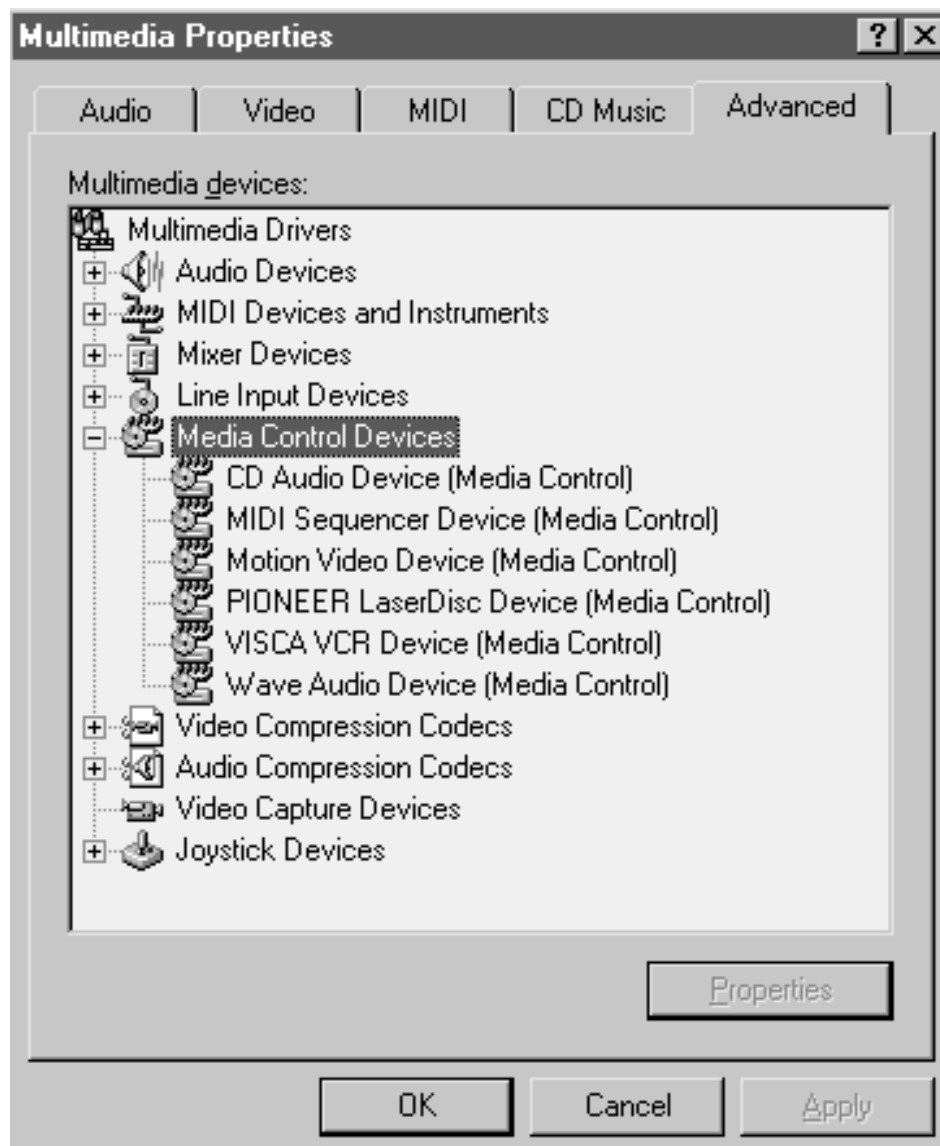 Multimedia Properties
Audio Video MIDI CD Music Advanced
Multimedia devices:
Multimedia Drivers
Audio Devices
MIDI Devices and Instruments
Mixer Devices
Line Input Devices
Media Control Devices
CD Audio Device (Media Control)
MIDI Sequencer Device (Media Control)
Motion Video Device (Media Control)
PIONEER LaserDisc Device (Media Control)
VISCA VCR Device (Media Control)
Wave Audio Device (Media Control)
Video Compression Codecs
Audio Compression Codecs
Video Capture Devices
Joystick Devices
Properties
OK Cancel Apply